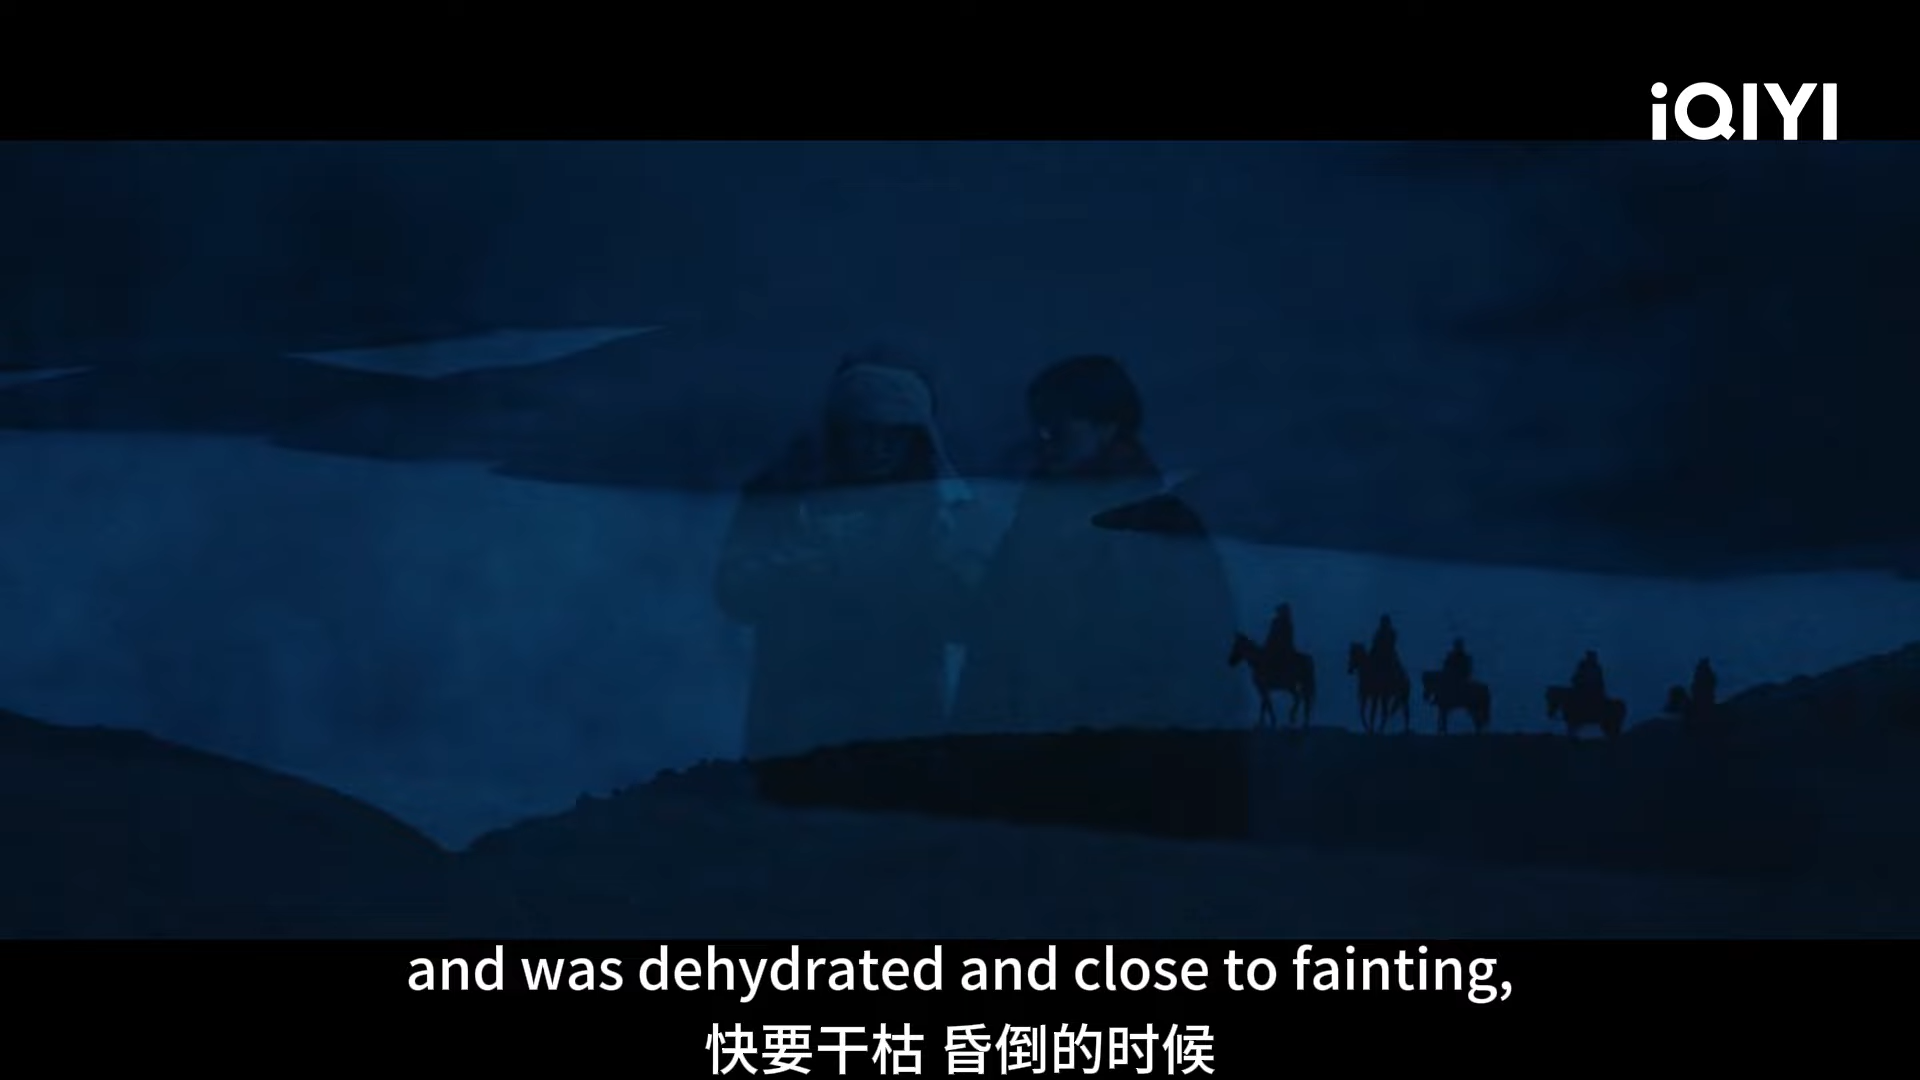 iQIYI
and was dehydrated and close to fainting,
快要干枯 昏倒的时候